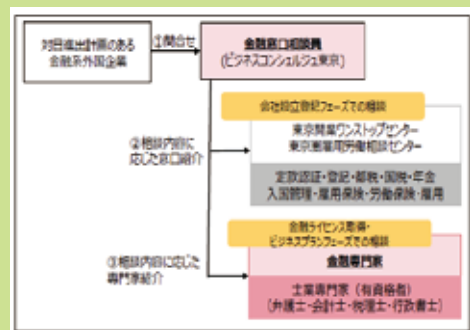 対日進出計画のある
金融系外国企業
①問合せ
金融窓口相談員
(ビジネスコンシェルジュ東京)
会社設立登記フェーズでの相談
東京開業ワンストップセンター
東京圏雇用労働相談センター
②相談内容に
応じた窓口紹介
定款認証・登記・都税・国税・年金
入国管理・雇用保険・労働保険・雇用
金融ライセンス取得・
ビジネスプランフェーズでの相談
③相談内容に応じた
専門家紹介
金融専門家
士業専門家（有資格者）
(弁護士・会計士・税理士・行政書士)